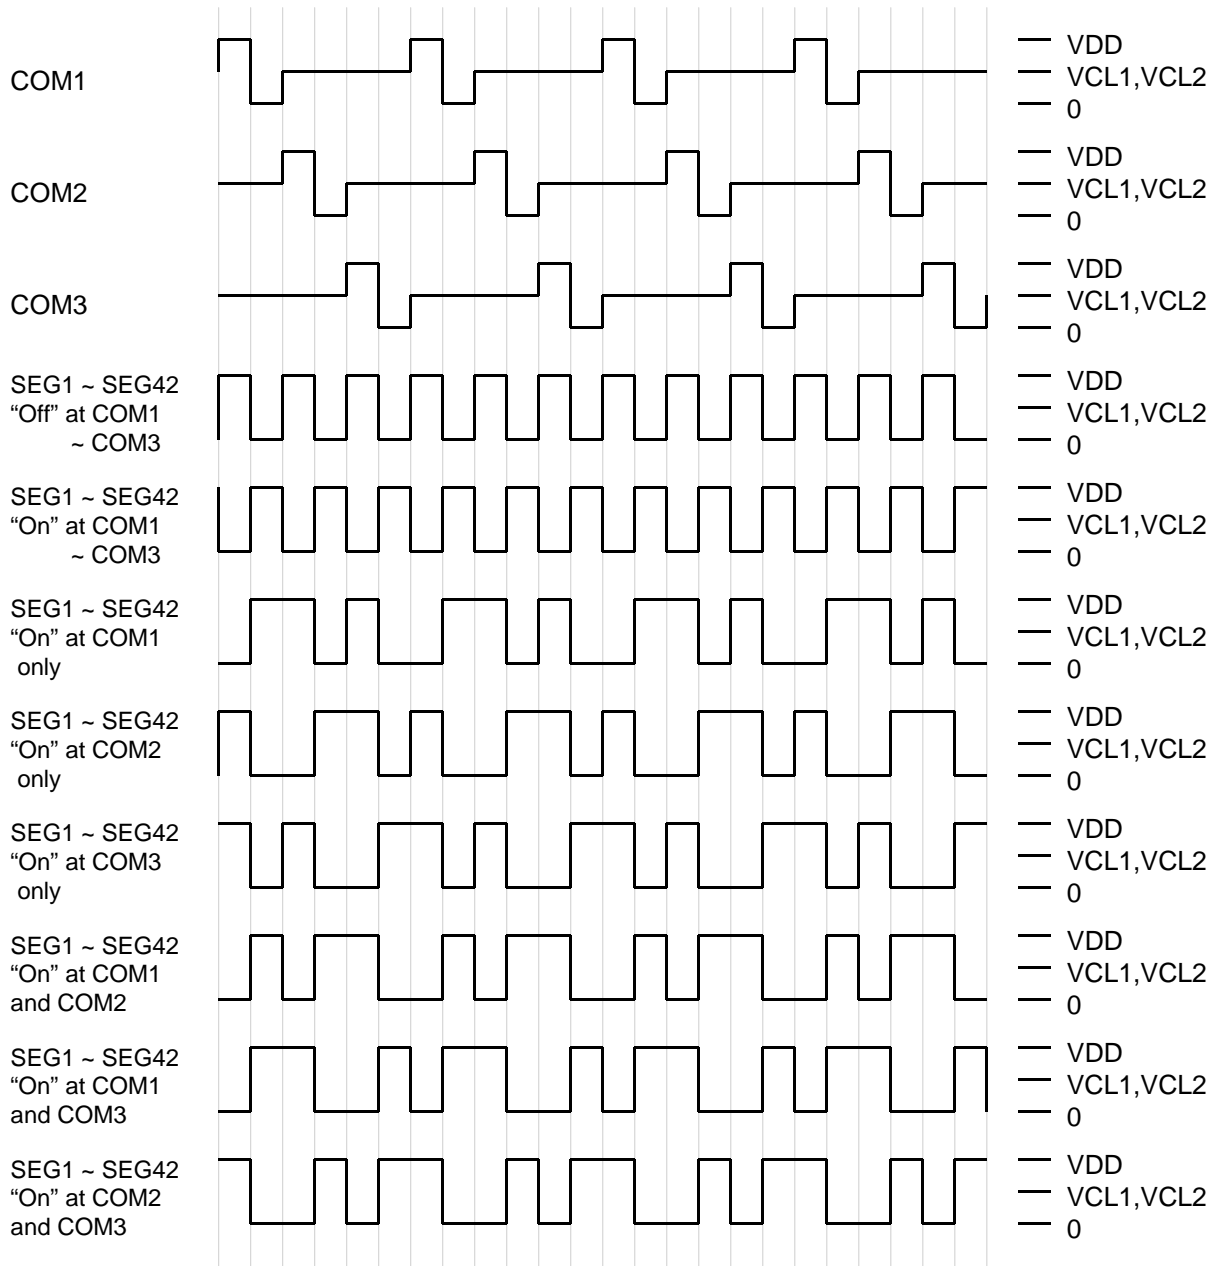 COM1
VDD
VCL1,VCL2
0
COM2
VDD
VCL1,VCL2
0
COM3
VDD
VCL1,VCL2
0
SEG1 ~ SEG42
“Off” at COM1
~ COM3
VDD
VCL1,VCL2
0
SEG1 ~ SEG42
“On” at COM1
~ COM3
VDD
VCL1,VCL2
0
SEG1 ~ SEG42
“On” at COM1
only
VDD
VCL1,VCL2
0
SEG1 ~ SEG42
“On” at COM2
only
VDD
VCL1,VCL2
0
SEG1 ~ SEG42
“On” at COM3
only
VDD
VCL1,VCL2
0
SEG1 ~ SEG42
“On” at COM1
and COM2
VDD
VCL1,VCL2
0
SEG1 ~ SEG42
“On” at COM1
and COM3
VDD
VCL1,VCL2
0
SEG1 ~ SEG42
“On” at COM2
and COM3
VDD
VCL1,VCL2
0